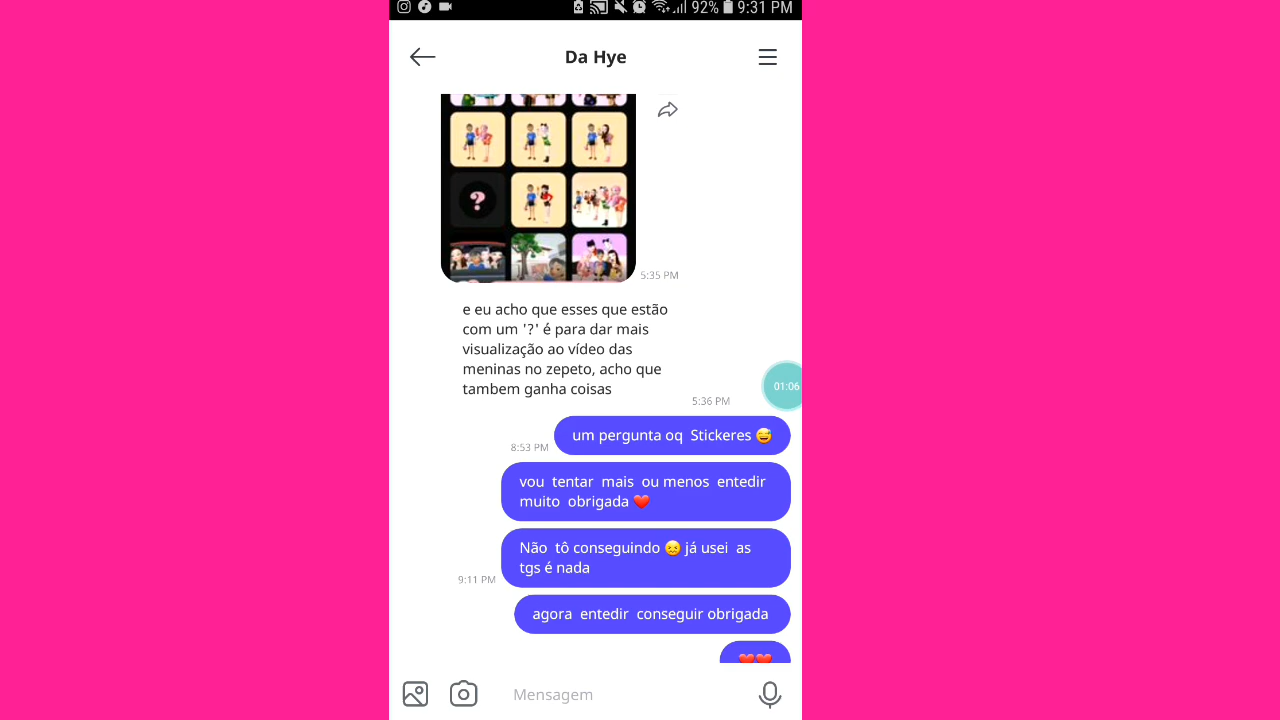 92% 9:31 PM
Da Hye
?
5:35 PM
e eu acho que esses que estão
com um '?' é para dar mais
visualização ao vídeo das
meninas no zepeto, acho que
tambem ganha coisas
5:36 PM
01:06
um pergunta oq Stickeres 😅
8:53 PM
vou tentar mais ou menos entedir
muito obrigada ❤️
Não tô conseguindo 😖 já usei as
tgs é nada
9:11 PM
agora entedir conseguir obrigada
❤️❤️
Mensagem